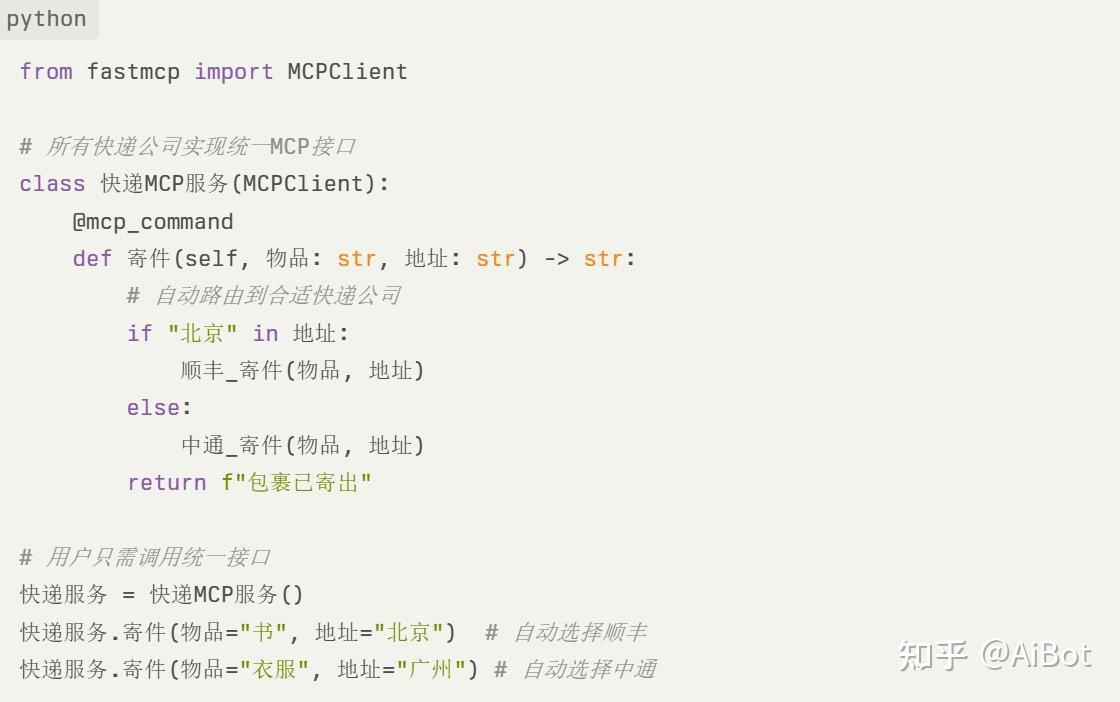 python
from fastmcp import MCPClient
# 所有快递公司实现统一MCP接口
class 快递MCP服务(MCPClient):
    @mcp_command
    def 寄件(self, 物品: str, 地址: str) -> str:
        # 自动路由到合适快递公司
        if "北京" in 地址:
            顺丰_寄件(物品, 地址)
        else:
            中通_寄件(物品, 地址)
        return f"包裹已寄出"
# 用户只需调用统一接口
快递服务 = 快递MCP服务()
快递服务.寄件(物品="书", 地址="北京")  # 自动选择顺丰
快递服务.寄件(物品="衣服", 地址="广州") # 自动选择中通
知乎 @AiBot